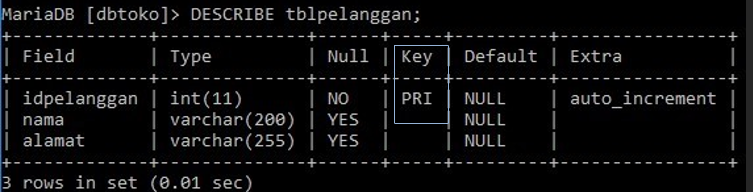 MariaDB [dbtoko]> DESCRIBE tblpelanggan;
+-------------+--------------+------+-----+---------+----------------+
| Field       | Type         | Null | Key | Default | Extra          |
+-------------+--------------+------+-----+---------+----------------+
| idpelanggan | int(11)      | NO   | PRI | NULL    | auto_increment |
| nama        | varchar(200) | YES  |     | NULL    |                |
| alamat      | varchar(255) | YES  |     | NULL    |                |
+-------------+--------------+------+-----+---------+----------------+
3 rows in set (0.01 sec)